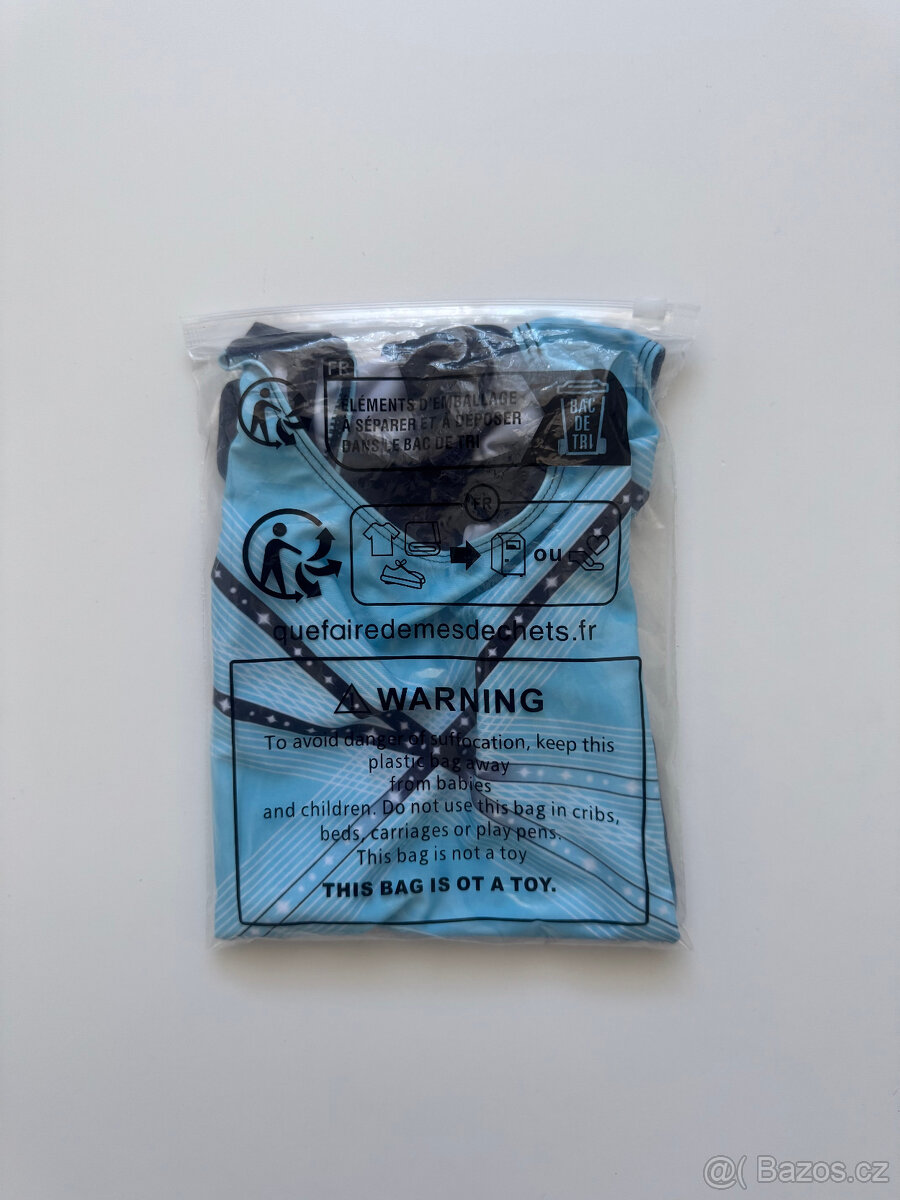 FR
ÉLÉMENTS D'EMBALLAGE
À SÉPARER ET À DÉPOSER
DANS LE BAC DE TRI
BAC
DE
TRI
FR
ou
quefairedemesdechets.fr
WARNING
To avoid danger of suffocation, keep this
plastic bag away
from babies
and children. Do not use this bag in cribs,
beds, carriages or play pens.
This bag is not a toy
THIS BAG IS OT A TOY.
@( Bazos.cz